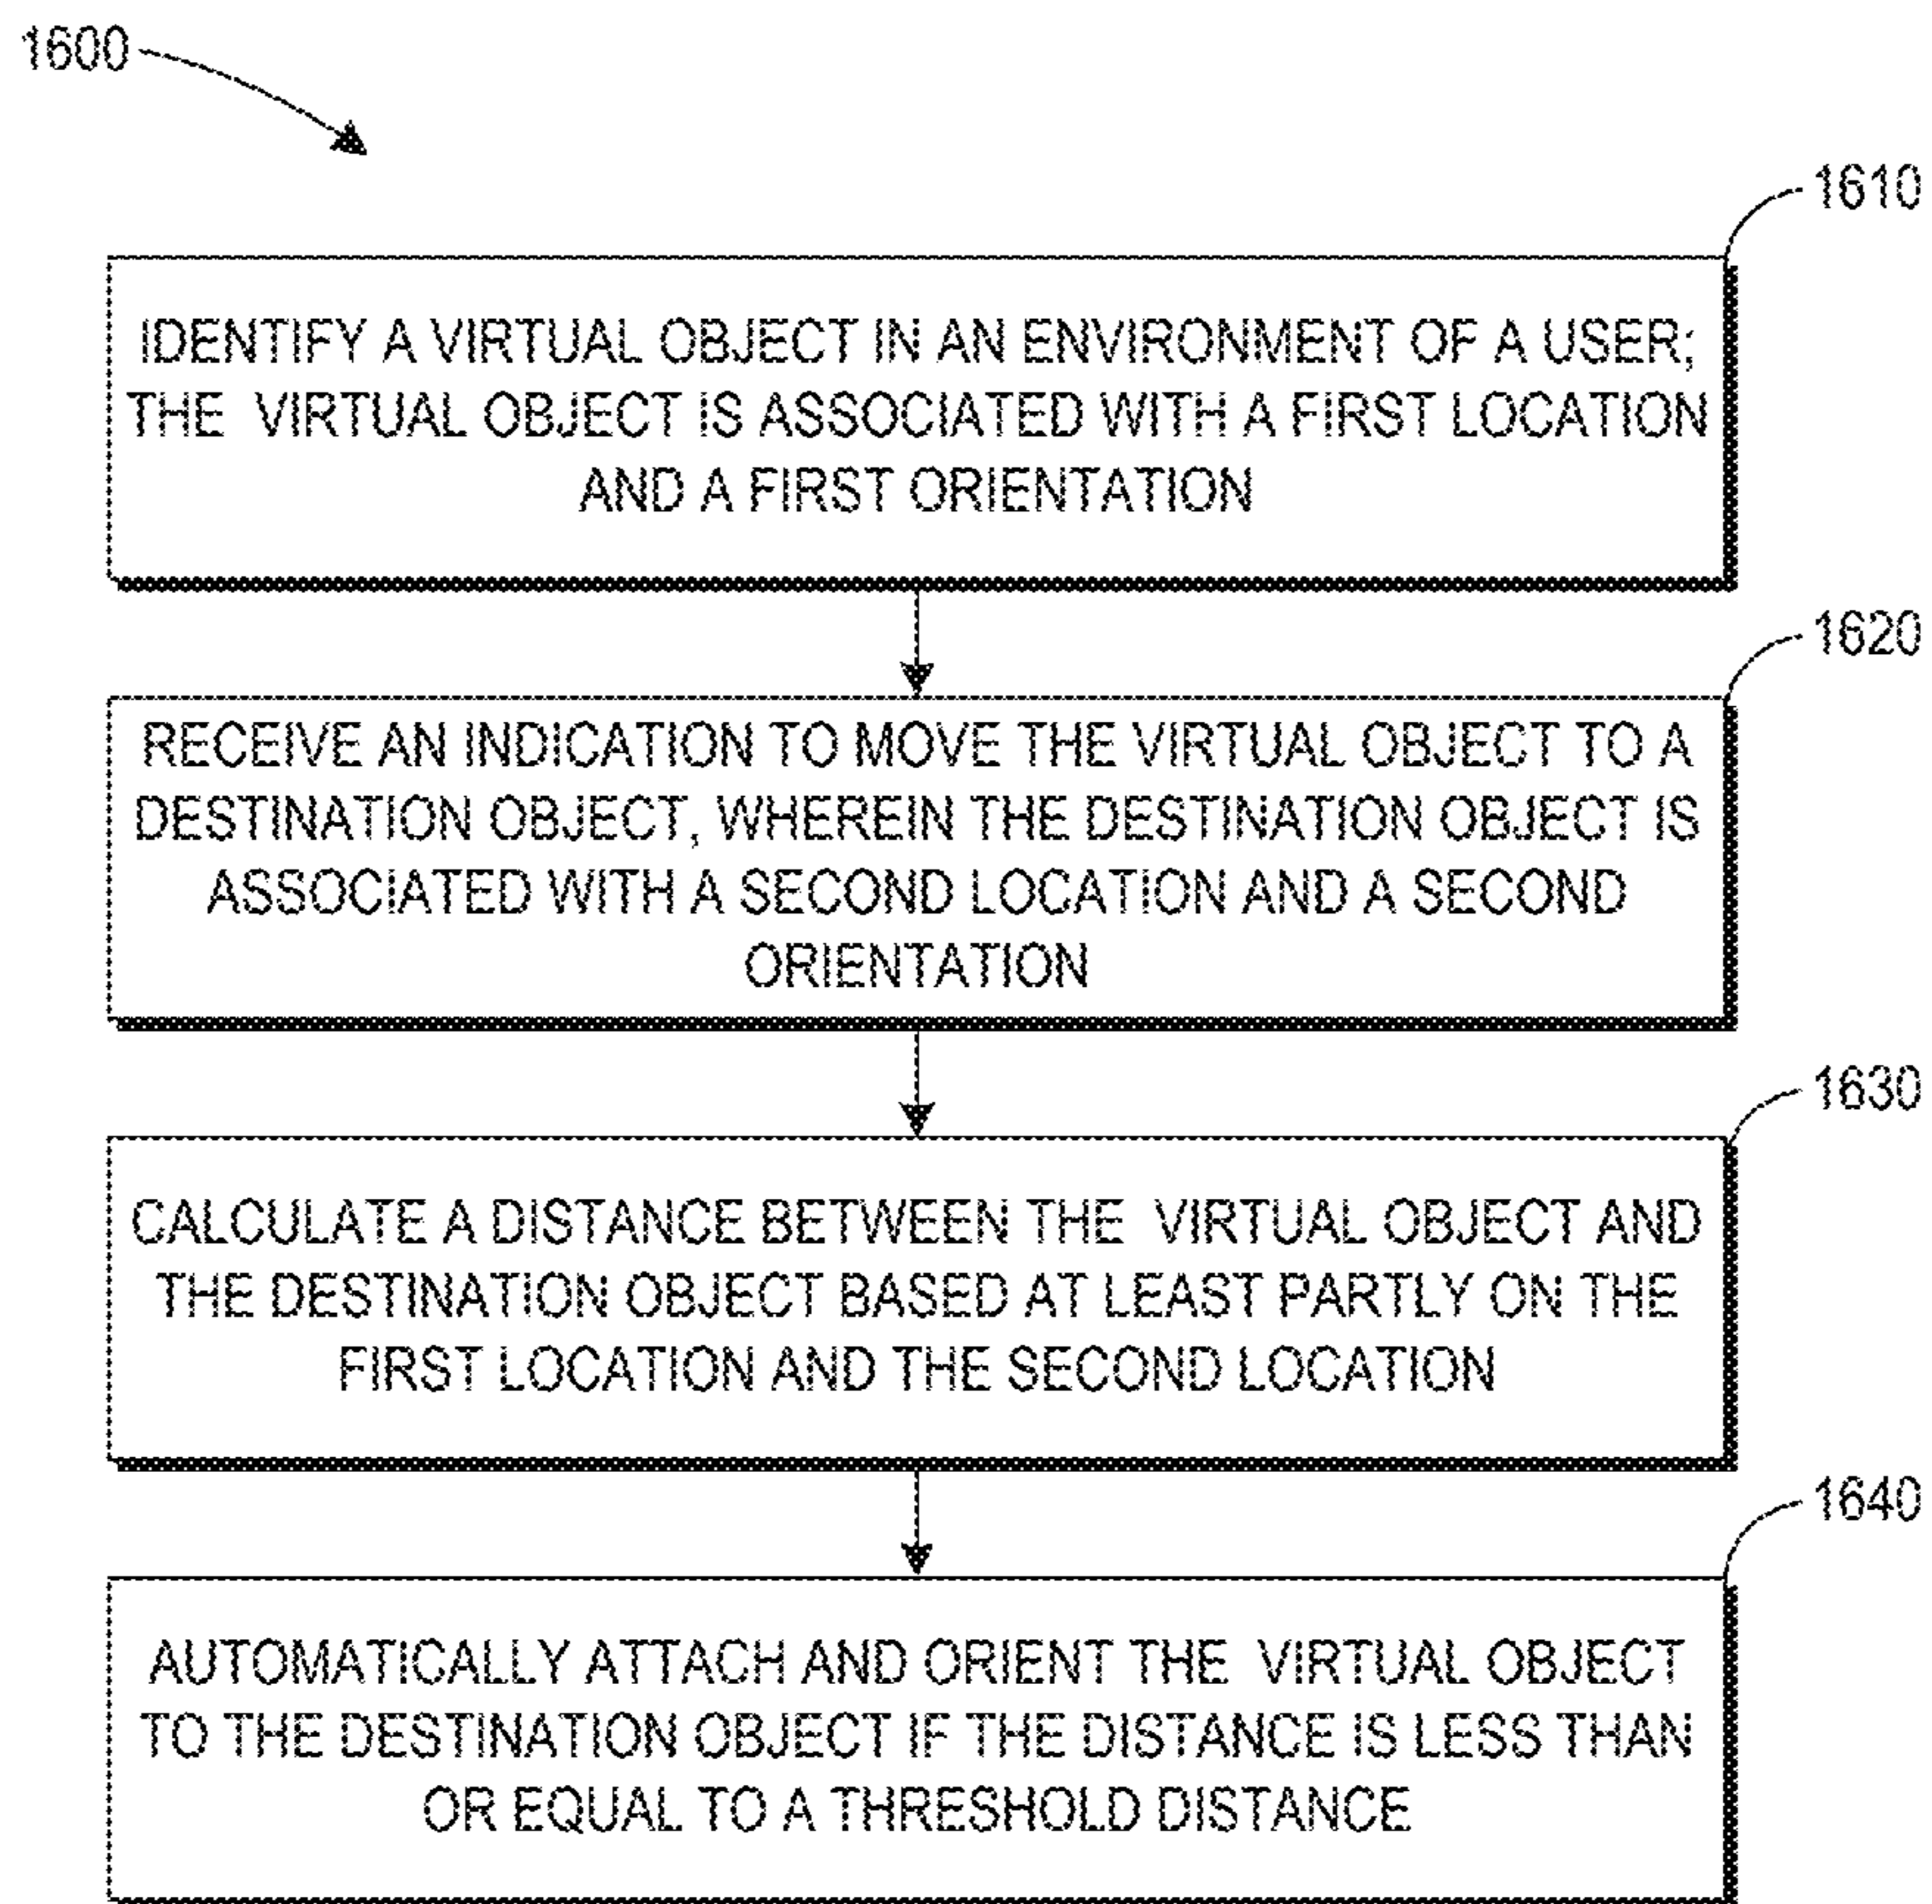 1600
1610
IDENTIFY A VIRTUAL OBJECT IN AN ENVIRONMENT OF A USER;
THE VIRTUAL OBJECT IS ASSOCIATED WITH A FIRST LOCATION
AND A FIRST ORIENTATION
1620
RECEIVE AN INDICATION TO MOVE THE VIRTUAL OBJECT TO A
DESTINATION OBJECT, WHEREIN THE DESTINATION OBJECT IS
ASSOCIATED WITH A SECOND LOCATION AND A SECOND
ORIENTATION
1630
CALCULATE A DISTANCE BETWEEN THE VIRTUAL OBJECT AND
THE DESTINATION OBJECT BASED AT LEAST PARTLY ON THE
FIRST LOCATION AND THE SECOND LOCATION
1640
AUTOMATICALLY ATTACH AND ORIENT THE VIRTUAL OBJECT
TO THE DESTINATION OBJECT IF THE DISTANCE IS LESS THAN
OR EQUAL TO A THRESHOLD DISTANCE